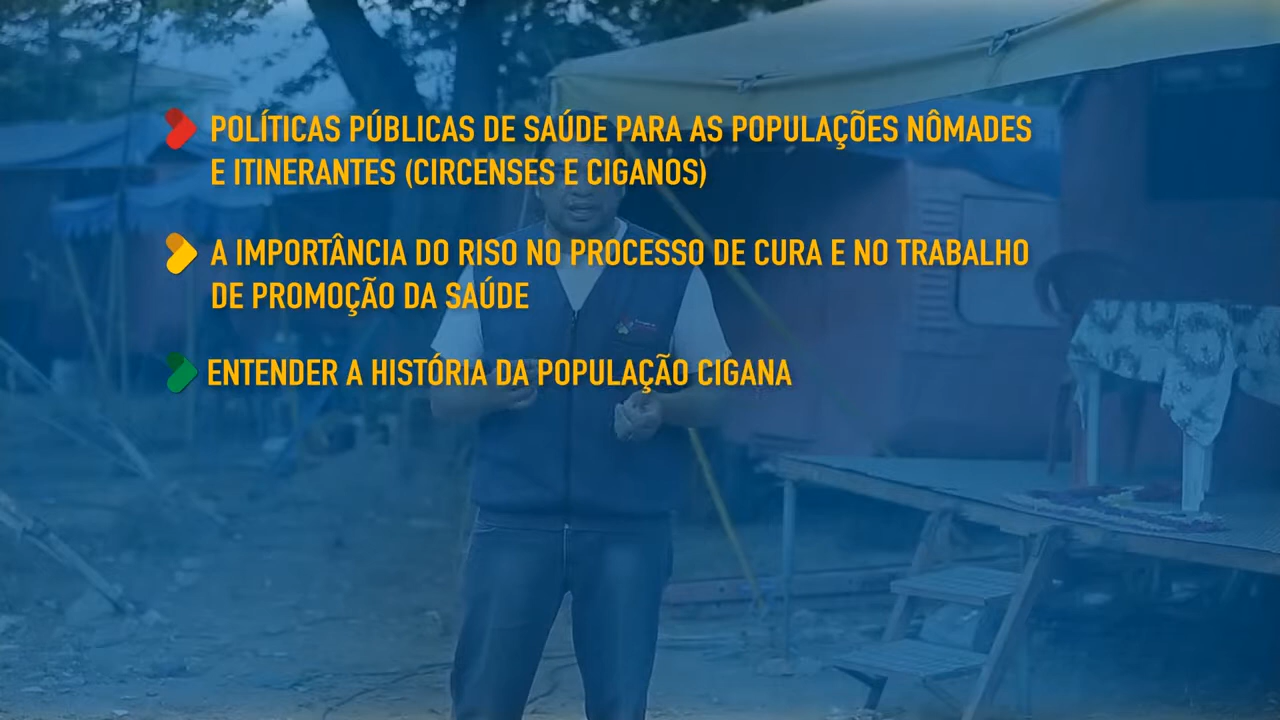 POLÍTICAS PÚBLICAS DE SAÚDE PARA AS POPULAÇÕES NÔMADES
E ITINERANTES (CIRCENSES E CIGANOS)
A IMPORTÂNCIA DO RISO NO PROCESSO DE CURA E NO TRABALHO
DE PROMOÇÃO DA SAÚDE
ENTENDER A HISTÓRIA DA POPULAÇÃO CIGANA